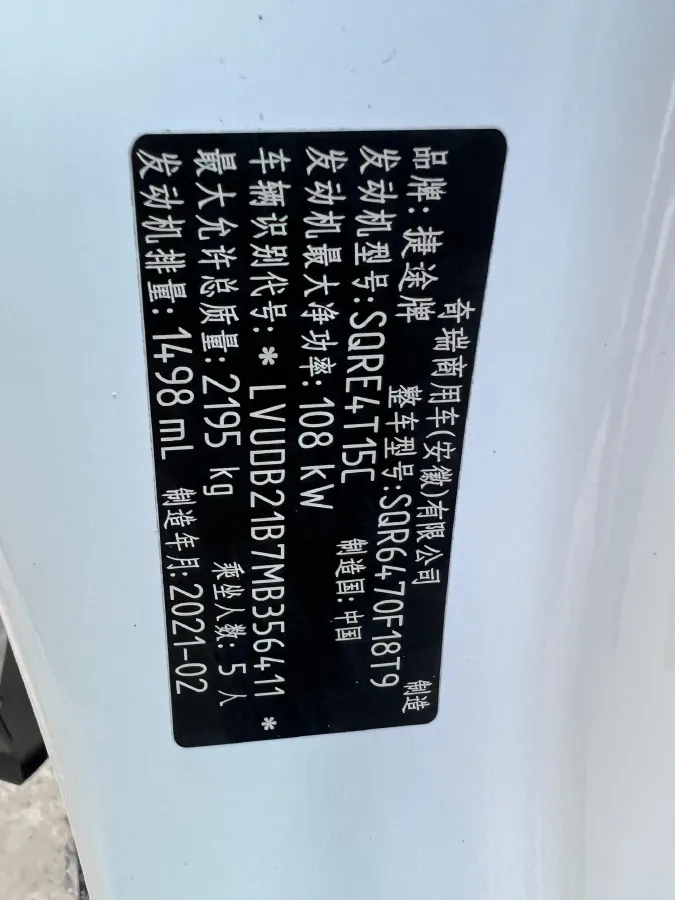 奇瑞商用车(安徽)有限公司 制造
品牌: 捷途牌 整车型号:SQR6470F18T9
发动机型号:SQRE4T15C 制造国:中国
发动机最大净功率:108 kW
车辆识别代号:* LVUDB21B7MB356411 *
最大允许总质量:2195 kg 乘坐人数: 5 人
发动机排量: 1498 mL 制造年月:2021-02